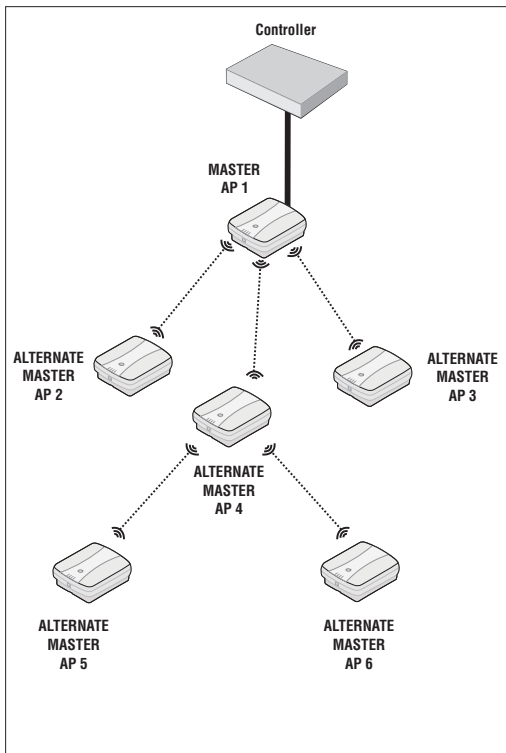 Controller
MASTER
AP 1
ALTERNATE
MASTER
AP 2
ALTERNATE
MASTER
AP 3
ALTERNATE
MASTER
AP 4
ALTERNATE
MASTER
AP 5
ALTERNATE
MASTER
AP 6